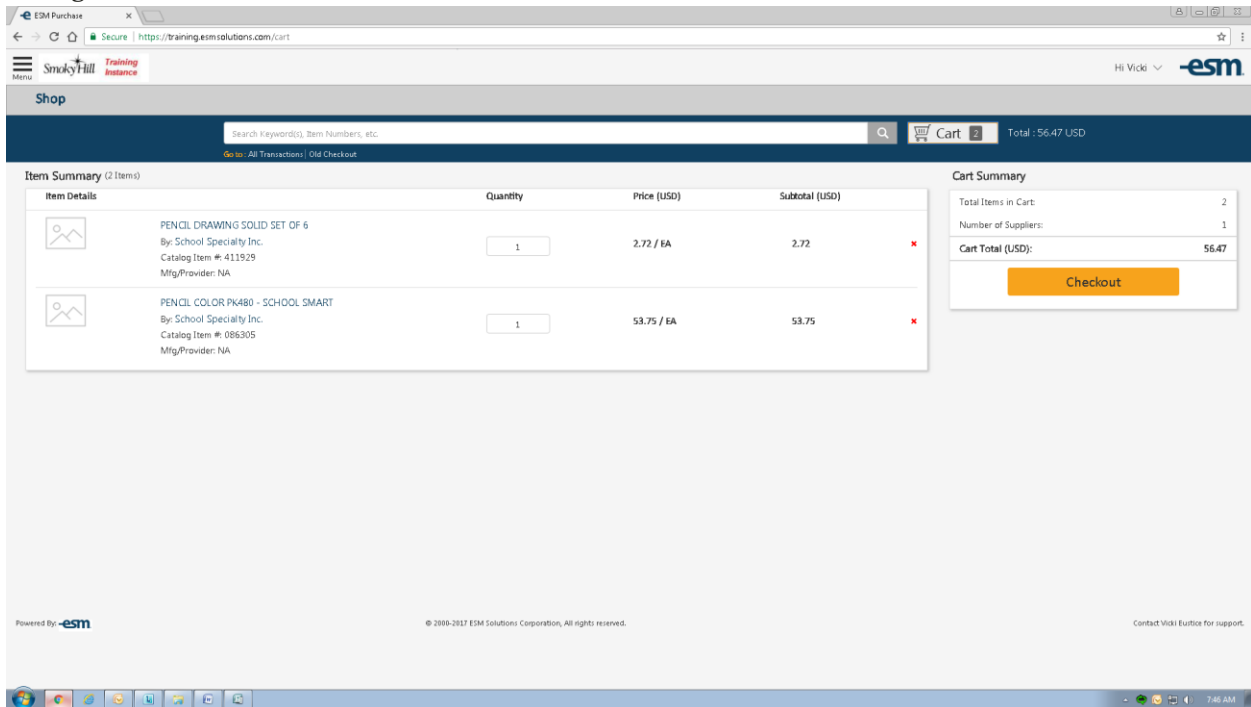 ESM Purchase
Secure | https://training.esmsolutions.com/cart
Menu
SmokyHill
Training
Instance
Hi Vicki
esm
Shop
Search Keyword(s), Item Numbers, etc.
Cart 2
Total : 56.47 USD
Go to : All Transactions | Old Checkout
Item Summary (2 Items)
Item Details Quantity Price (USD) Subtotal (USD)
PENCIL DRAWING SOLID SET OF 6
By: School Specialty Inc.
Catalog Item #: 411929
Mfg/Provider: NA
1 2.72 / EA 2.72
PENCIL COLOR PK480 - SCHOOL SMART
By: School Specialty Inc.
Catalog Item #: 086305
Mfg/Provider: NA
1 53.75 / EA 53.75
Cart Summary
Total Items in Cart: 2
Number of Suppliers: 1
Cart Total (USD): 56.47
Checkout
Powered By: esm
© 2000-2017 ESM Solutions Corporation, All rights reserved.
Contact Vicki Eustice for support.
7:46 AM